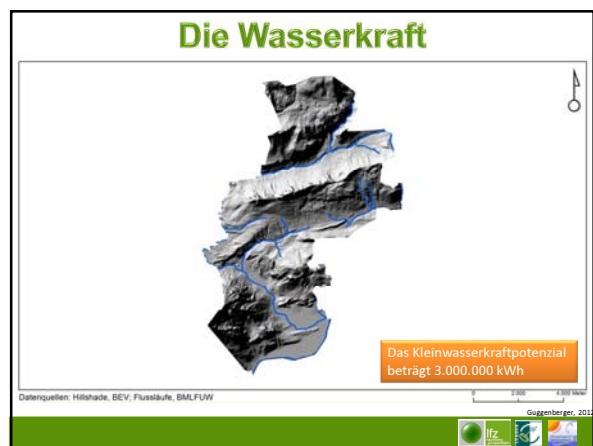 Die Wasserkraft
Das Kleinwasserkraftpotenzial
beträgt 3.000.000 kWh
Datenquellen: Hillshade, BEV; Flussläufe, BMLFUW
0 2.000 4.000 Meter
Guggenberger, 2012
lfz